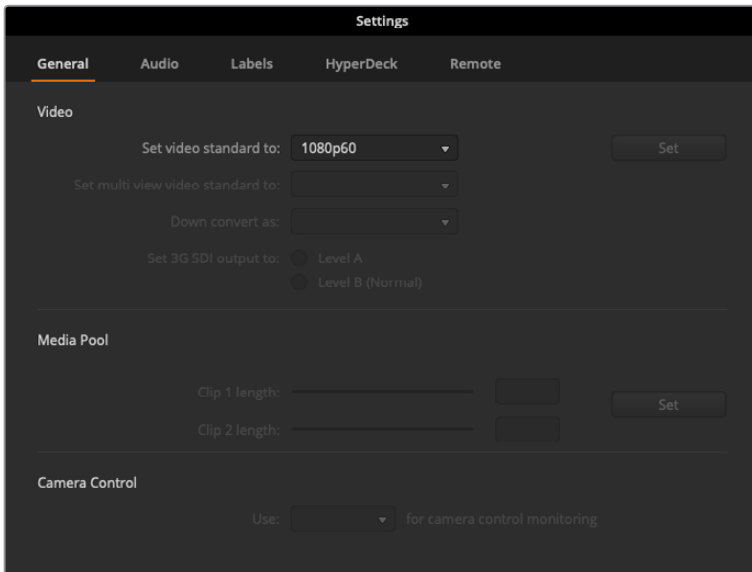 Settings
General Audio Labels HyperDeck Remote
Video
Set video standard to: 1080p60 Set
Set multi view video standard to:
Down convert as:
Set 3G SDI output to: Level A
Level B (Normal)
Media Pool
Clip 1 length:
Set
Clip 2 length:
Camera Control
Use: for camera control monitoring